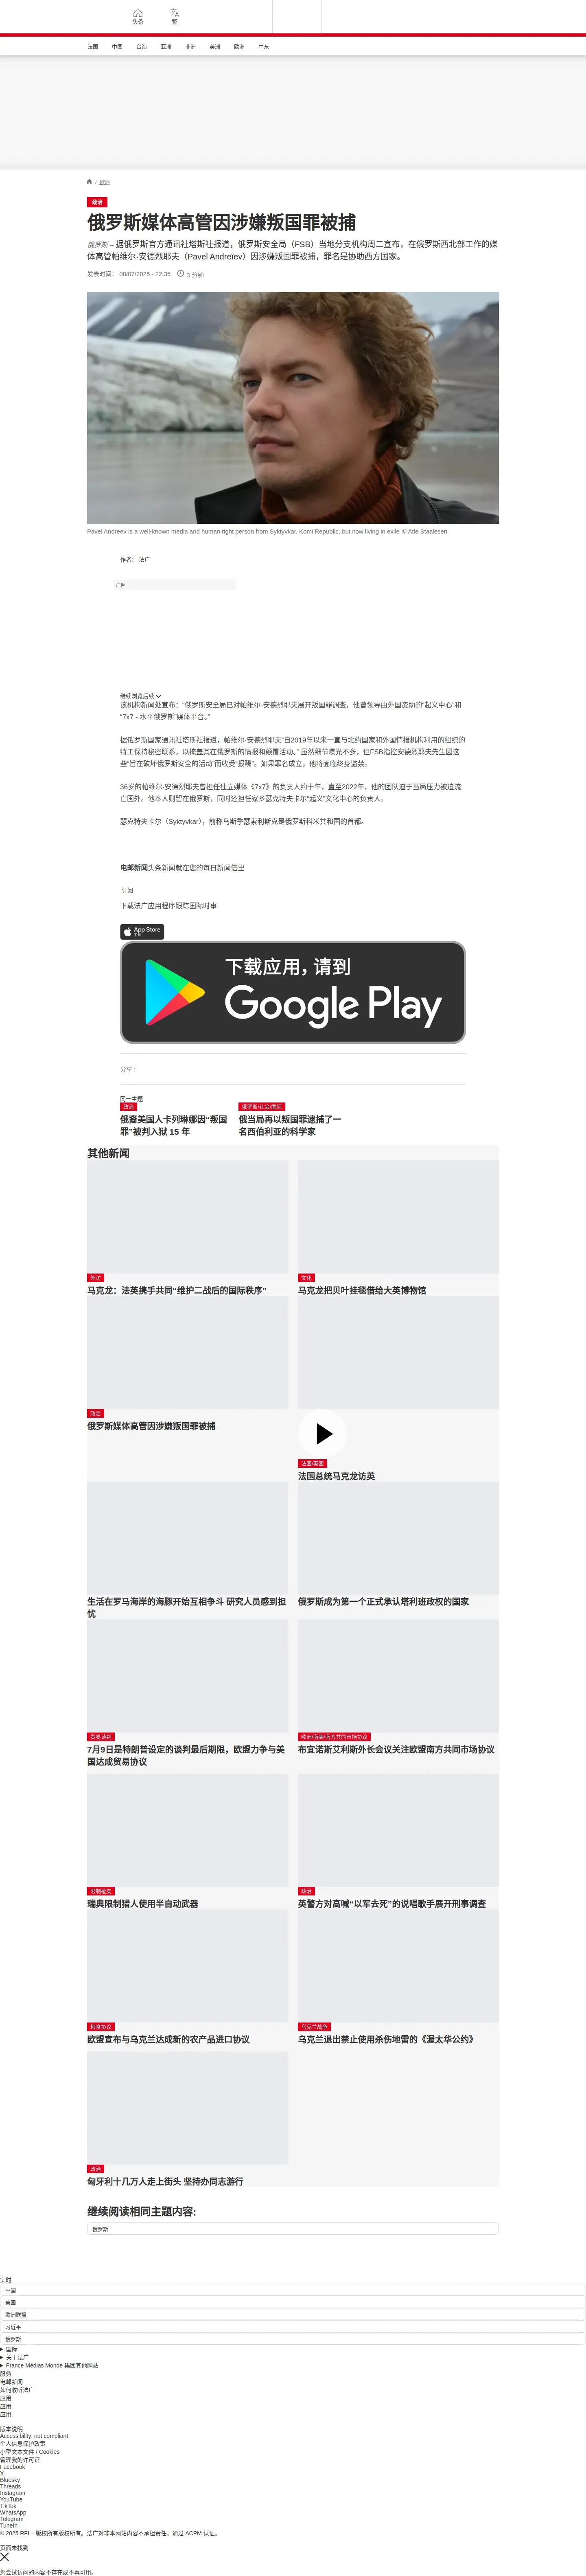 头条
繁
法国 中国 台海 亚洲 非洲 美洲 欧洲 中东
/ 欧洲
政治
俄罗斯媒体高管因涉嫌叛国罪被捕
俄罗斯 – 据俄罗斯官方通讯社塔斯社报道，俄罗斯安全局（FSB）当地分支机构周二宣布，在俄罗斯西北部工作的媒
体高管帕维尔·安德烈耶夫（Pavel Andreïev）因涉嫌叛国罪被捕，罪名是协助西方国家。
发表时间： 08/07/2025 - 22:35 3 分钟
Pavel Andreev is a well-known media and human right person from Syktyvkar, Komi Republic, but now living in exile © Atle Staalesen
作者： 法广
广告
继续浏览后续
该机构新闻处宣布：“俄罗斯安全局已对帕维尔·安德烈耶夫展开叛国罪调查，他曾领导由外国资助的“起义中心”和
“7x7 - 水平俄罗斯”媒体平台。”
据俄罗斯国家通讯社塔斯社报道，帕维尔·安德烈耶夫“自2019年以来一直与北约国家和外国情报机构利用的组织的
特工保持秘密联系，以掩盖其在俄罗斯的情报和颠覆活动。” 虽然细节曝光不多，但FSB指控安德烈耶夫先生因这
些“旨在破坏俄罗斯安全的活动”而收受“报酬”。如果罪名成立，他将面临终身监禁。
36岁的帕维尔·安德烈耶夫曾担任独立媒体《7x7》的负责人约十年，直至2022年，他的团队迫于当局压力被迫流
亡国外。他本人则留在俄罗斯，同时还担任家乡瑟克特夫卡尔“起义”文化中心的负责人。
瑟克特夫卡尔（Syktyvkar），前称乌斯季瑟索利斯克是俄罗斯科米共和国的首都。
电邮新闻头条新闻就在您的每日新闻信里
订阅
下载法广应用程序跟踪国际时事
App Store
下载
下载应用，请到
Google Play
分享 :
同一主题
政治
俄裔美国人卡列琳娜因“叛国
罪”被判入狱 15 年
俄罗斯/社会/国际
俄当局再以叛国罪逮捕了一
名西伯利亚的科学家
其他新闻
外访
马克龙：法英携手共同“维护二战后的国际秩序”
文化
马克龙把贝叶挂毯借给大英博物馆
政治
俄罗斯媒体高管因涉嫌叛国罪被捕
法国/英国
法国总统马克龙访英
生活在罗马海岸的海豚开始互相争斗 研究人员感到担
忧
俄罗斯成为第一个正式承认塔利班政权的国家
贸易谈判
7月9日是特朗普设定的谈判最后期限，欧盟力争与美
国达成贸易协议
欧洲/南美/南方共同市场协议
布宜诺斯艾利斯外长会议关注欧盟南方共同市场协议
限制枪支
瑞典限制猎人使用半自动武器
政治
英警方对高喊“以军去死”的说唱歌手展开刑事调查
粮食协议
欧盟宣布与乌克兰达成新的农产品进口协议
乌克兰战争
乌克兰退出禁止使用杀伤地雷的《渥太华公约》
政治
匈牙利十几万人走上街头 坚持办同志游行
继续阅读相同主题内容:
俄罗斯
实时
中国
美国
欧洲联盟
习近平
俄罗斯
国际
关于法广
France Médias Monde 集团其他网站
服务
电邮新闻
如何收听法广
应用
应用
应用
版本说明
Accessibility: not compliant
个人信息保护政策
小型文本文件 / Cookies
管理我的许可证
Facebook
X
Bluesky
Threads
Instagram
YouTube
TikTok
WhatsApp
Telegram
TuneIn
© 2025 RFI – 版权所有版权所有。法广对非本网站内容不承担责任。通过 ACPM 认证。
页面未找到
您尝试访问的内容不存在或不再可用。